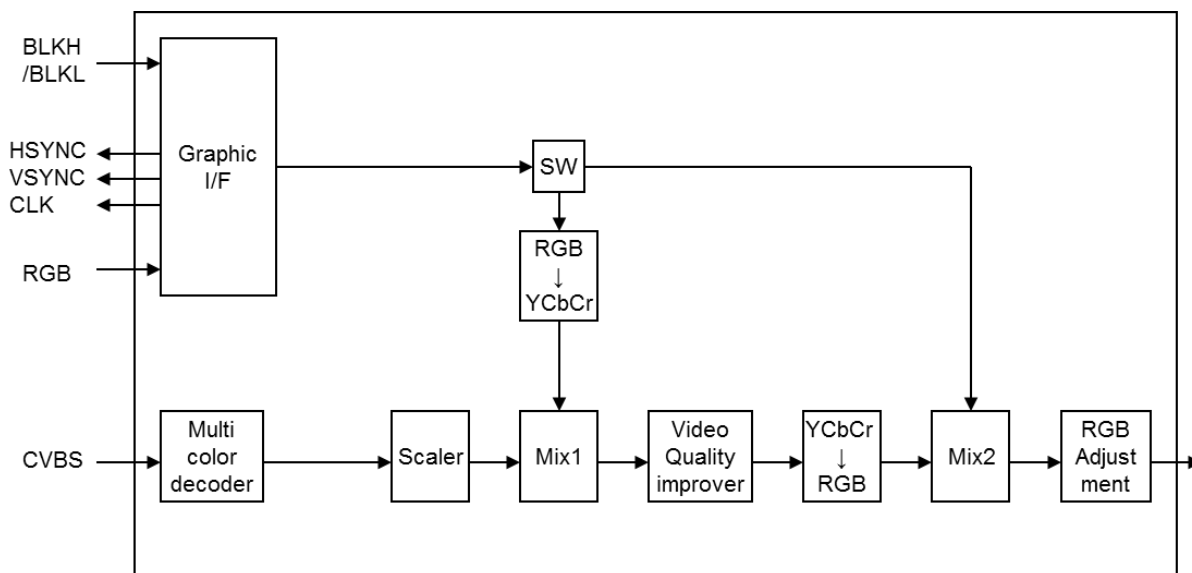 BLKH
/BLKL
HSYNC
VSYNC
CLK
RGB
Graphic
I/F
SW
RGB
↓
YCbCr
CVBS
Multi
color
decoder
Scaler
Mix1
Video
Quality
improver
YCbCr
↓
RGB
Mix2
RGB
Adjust
ment